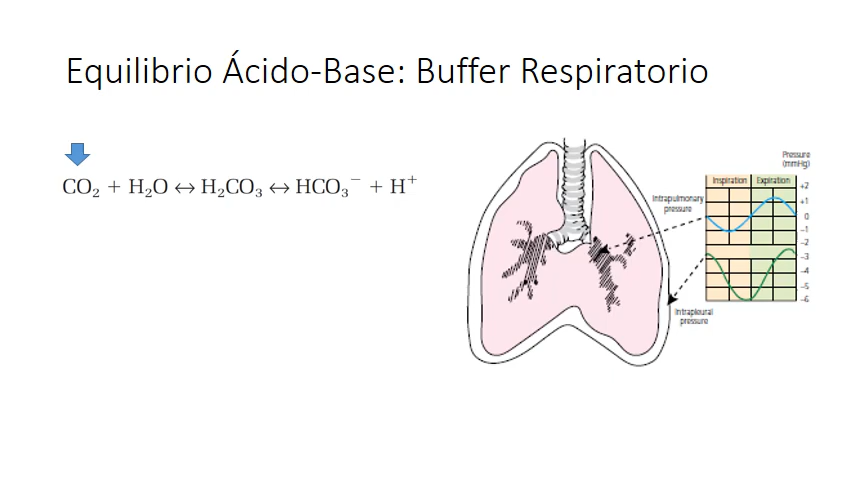 Equilibrio Ácido-Base: Buffer Respiratorio
CO₂ + H₂O ↔ H₂CO₃ ↔ HCO₃⁻ + H⁺
Pressure
(mmHg)
Inspiration Expiration
+2
+1
0
−1
−2
−3
−4
−5
−6
Intrapulmonary
pressure
Intrapleural
pressure